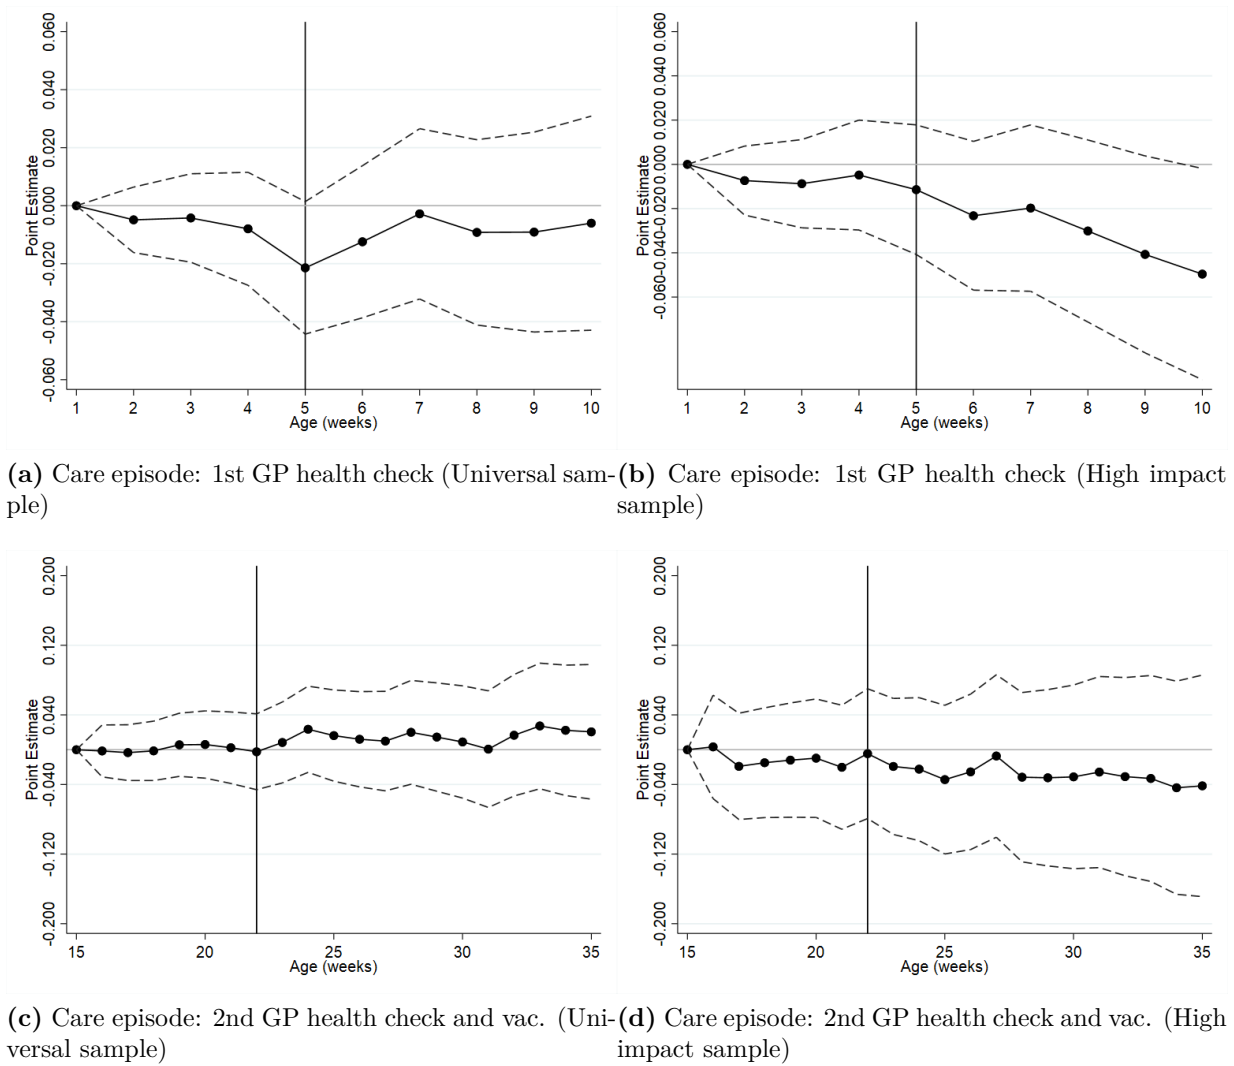 0.060
0.040
0.020
0.000
-0.020
-0.040
-0.060
Point Estimate
1 2 3 4 5 6 7 8 9 10
Age (weeks)
0.060
0.040
0.020
0.000
-0.020
-0.040
-0.060
Point Estimate
1 2 3 4 5 6 7 8 9 10
Age (weeks)
(a) Care episode: 1st GP health check (Universal sam-
ple)
(b) Care episode: 1st GP health check (High impact
sample)
0.200
0.120
0.040
-0.040
-0.120
-0.200
Point Estimate
15 20 25 30 35
Age (weeks)
0.200
0.120
0.040
-0.040
-0.120
-0.200
Point Estimate
15 20 25 30 35
Age (weeks)
(c) Care episode: 2nd GP health check and vac. (Uni-
versal sample)
(d) Care episode: 2nd GP health check and vac. (High
impact sample)